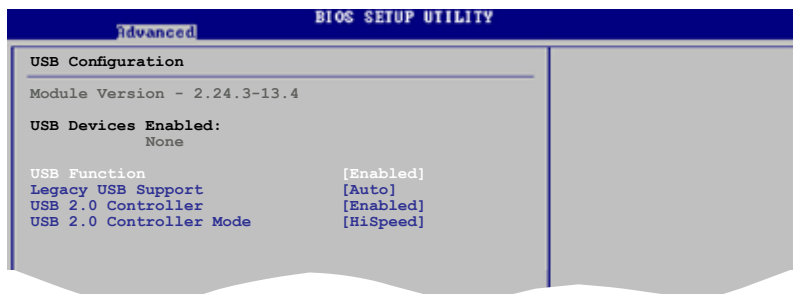 BIOS SETUP UTILITY
Advanced
USB Configuration
Module Version - 2.24.3-13.4
USB Devices Enabled:
None
USB Function [Enabled]
Legacy USB Support [Auto]
USB 2.0 Controller [Enabled]
USB 2.0 Controller Mode [HiSpeed]